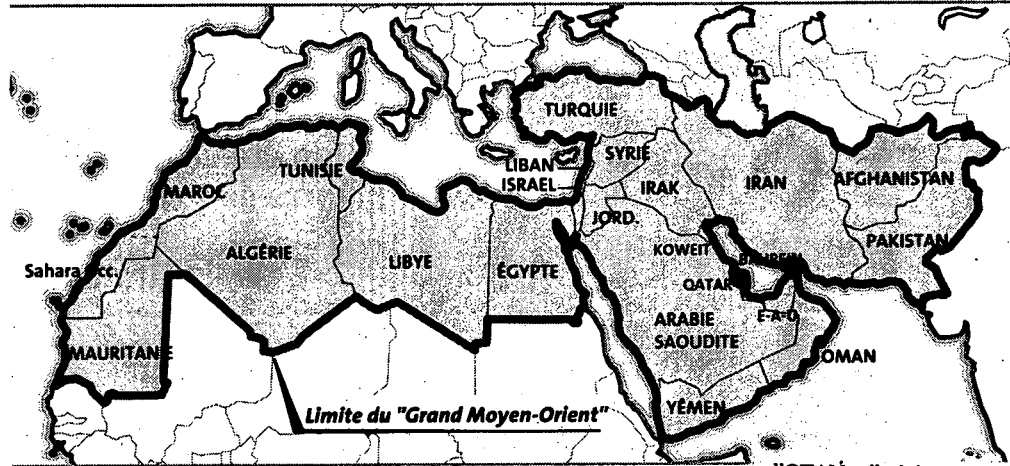 TURQUIE
LIBAN
SYRIE
ISRAEL
IRAK
IRAN
AFGHANISTAN
MAROC
TUNISIE
JORD.
KOWEIT
PAKISTAN
ALGÉRIE
LIBYE
ÉGYPTE
BAHREIN
QATAR
Sahara Occ.
E-A-U
ARABIE
SAOUDITE
MAURITANIE
OMAN
YÉMEN
Limite du "Grand Moyen-Orient"